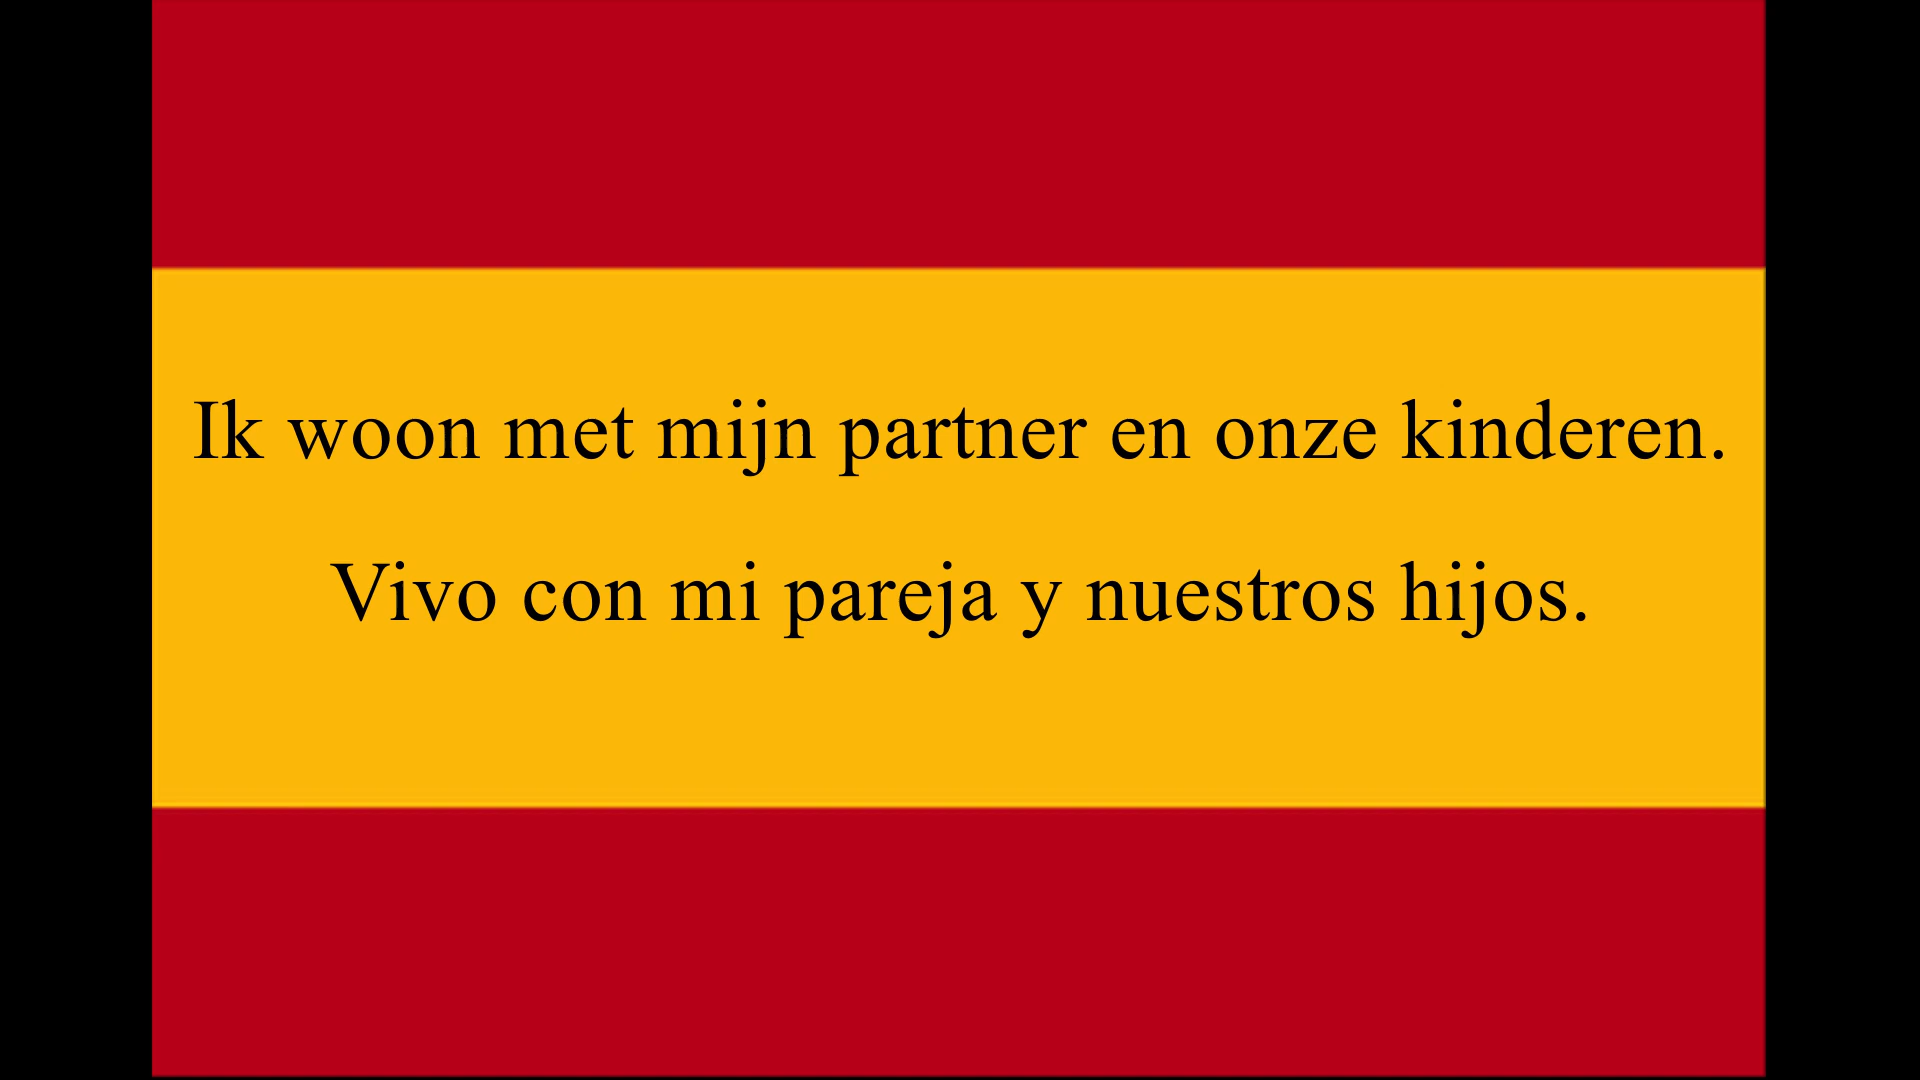 Ik woon met mijn partner en onze kinderen.
Vivo con mi pareja y nuestros hijos.